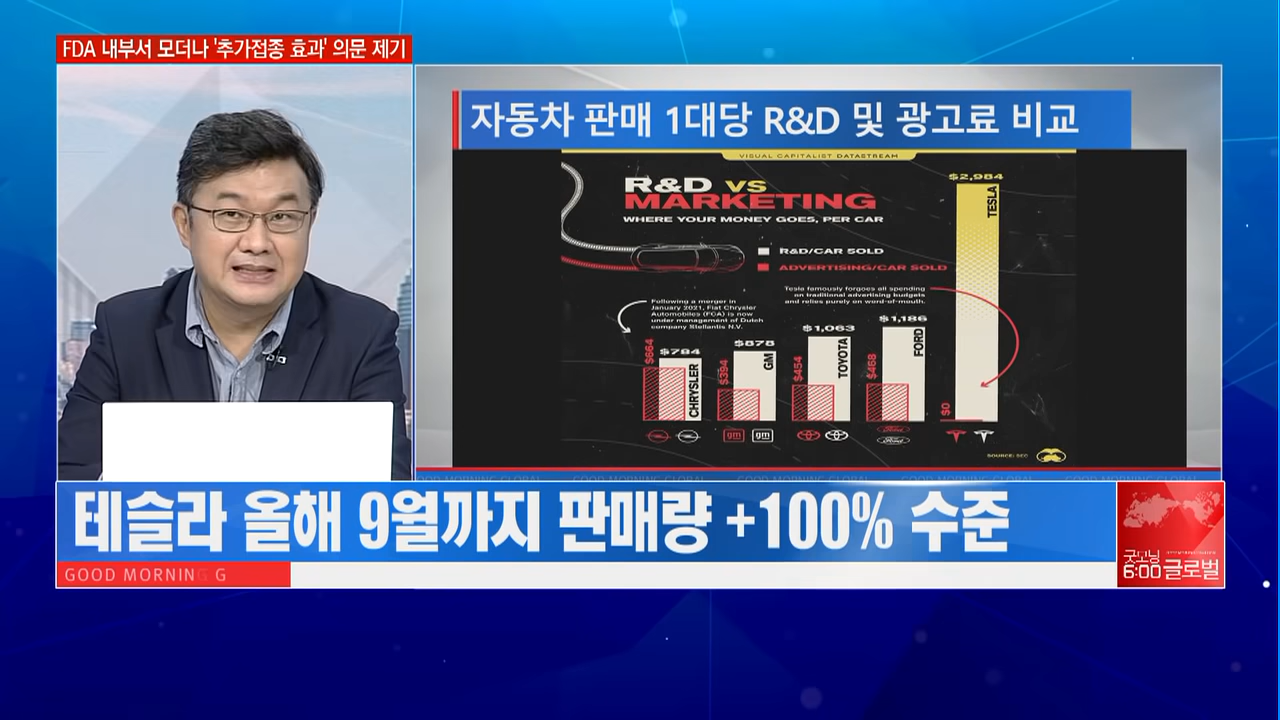 FDA 내부서 모더나 '추가접종 효과' 의문 제기
자동차 판매 1대당 R&D 및 광고료 비교
VISUAL CAPITALIST DATASTREAM
R&D VS
MARKETING
WHERE YOUR MONEY GOES, PER CAR
R&D/CAR SOLD
ADVERTISING/CAR SOLD
Tesla famously forgoes all spending
on traditional advertising budgets
and relies purely on word-of-mouth.
Following a merger in
January 2021, Fiat Chrysler
Automobiles (FCA) is now
under management of Dutch
company Stellantis N.V.
$664
$784
CHRYSLER
$394
$878
GM
$454
$1,063
TOYOTA
$468
$1,186
FORD
$0
$2,984
TESLA
gm
gm
Ford
Ford
SOURCE: SEC
테슬라 올해 9월까지 판매량 +100% 수준
GOOD MORNING G
굿모닝
6:00 글로벌